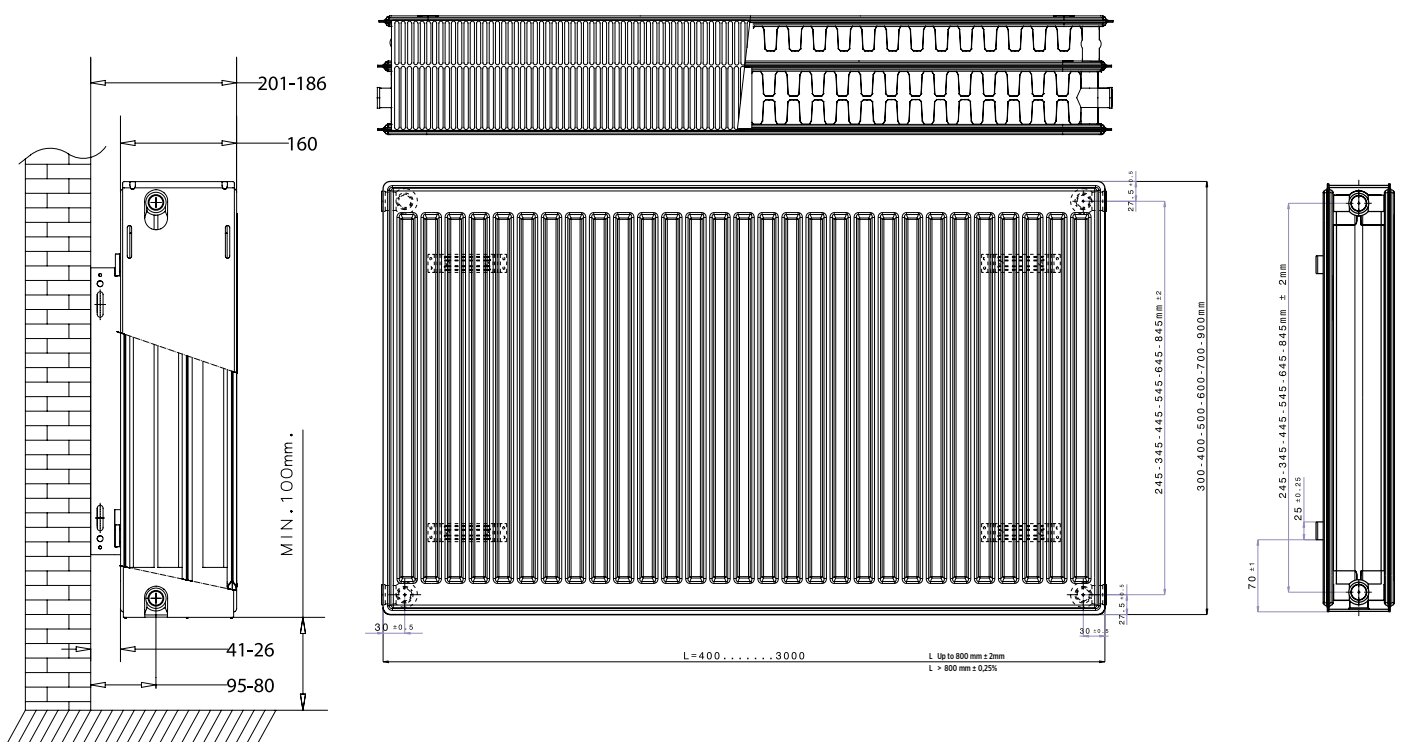 201-186
160
MIN.100mm.
41-26
95-80
27.5 ±0.5
245-345-445-545-645-845mm ±2
300-400-500-600-700-900mm
27.5 ±0.5
30 ±0.5
30 ±0.5
L=400.......3000
L Up to 800 mm ± 2mm
L > 800 mm ± 0,25%
245-345-445-545-645-845mm ± 2mm
25 ±0.25
70 ±1